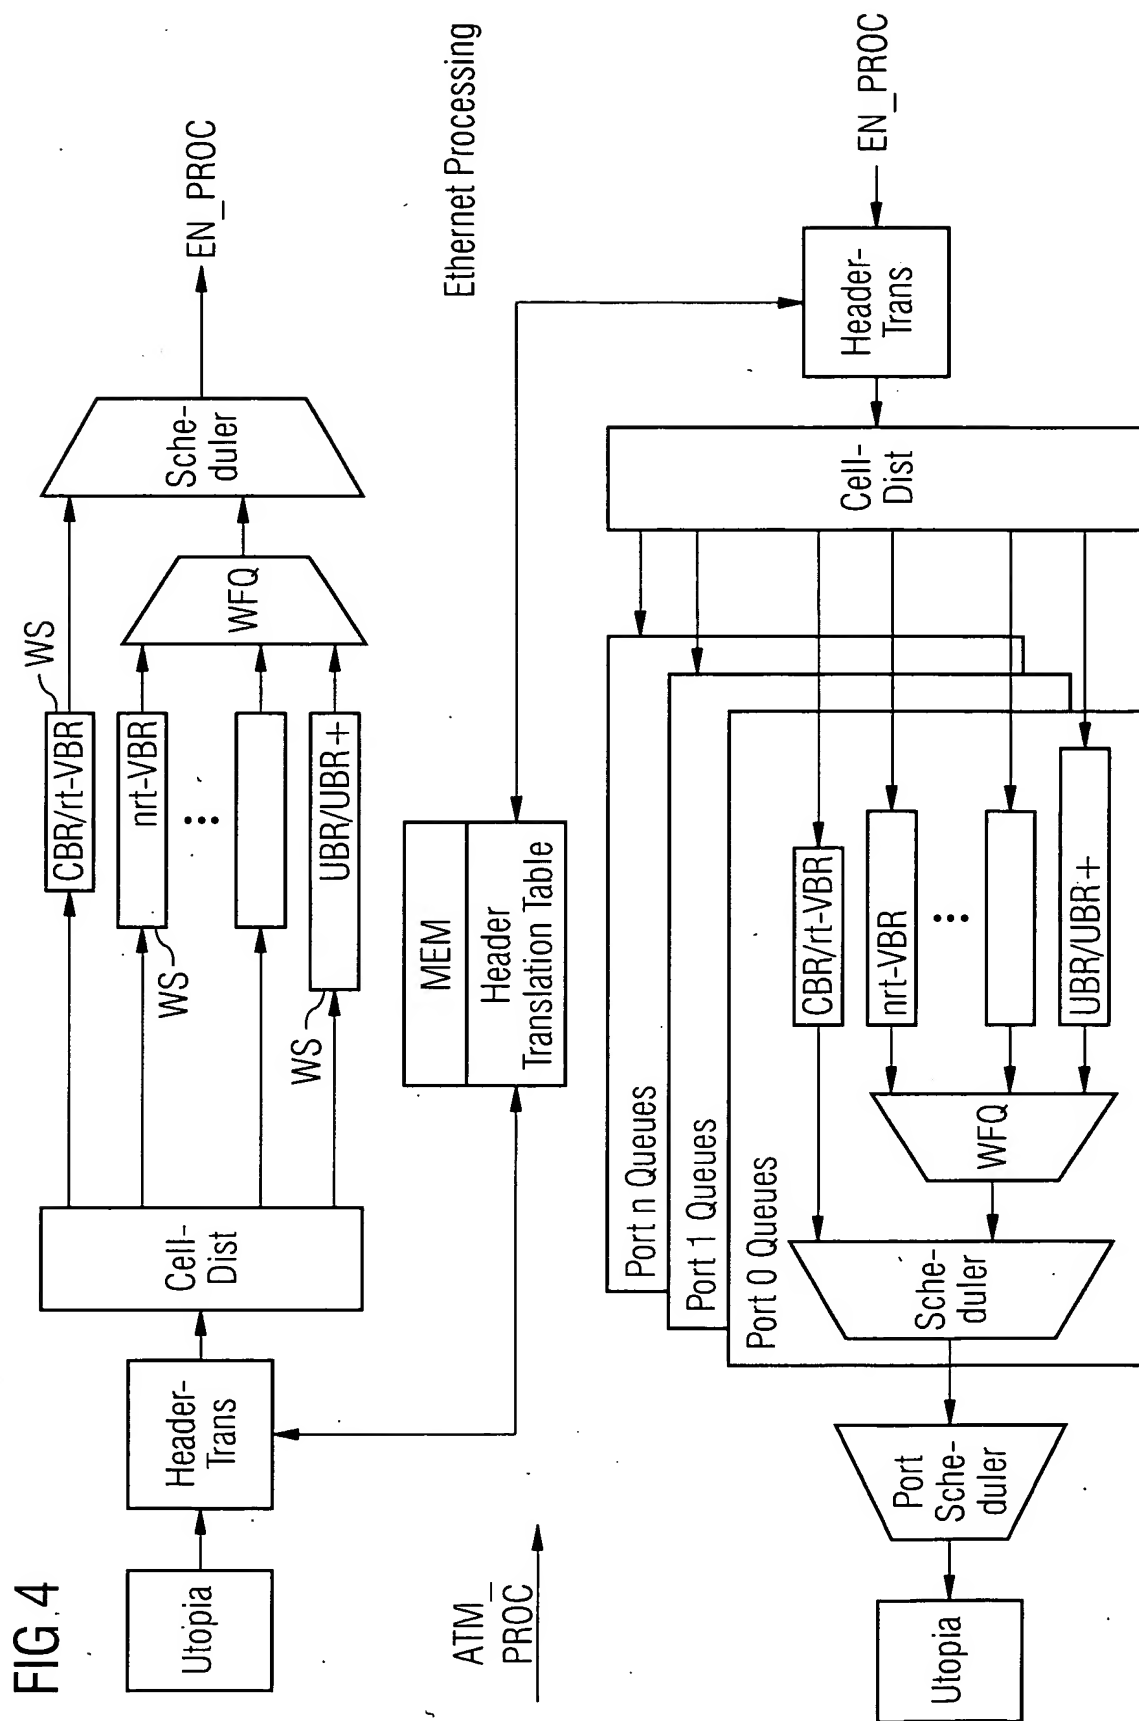 FIG.4
Utopia
Header-
Trans
Cell-
Dist
CBR/rt-VBR
WS
nrt-VBR
WS
UBR/UBR+
WS
WFQ
Sche-
duler
EN_PROC
ATM_
PROC
MEM
Header
Translation Table
Ethernet Processing
EN_PROC
Header-
Trans
Cell-
Dist
Port n Queues
Port 1 Queues
Port 0 Queues
CBR/rt-VBR
nrt-VBR
UBR/UBR+
WFQ
Sche-
duler
Port
Sche-
duler
Utopia